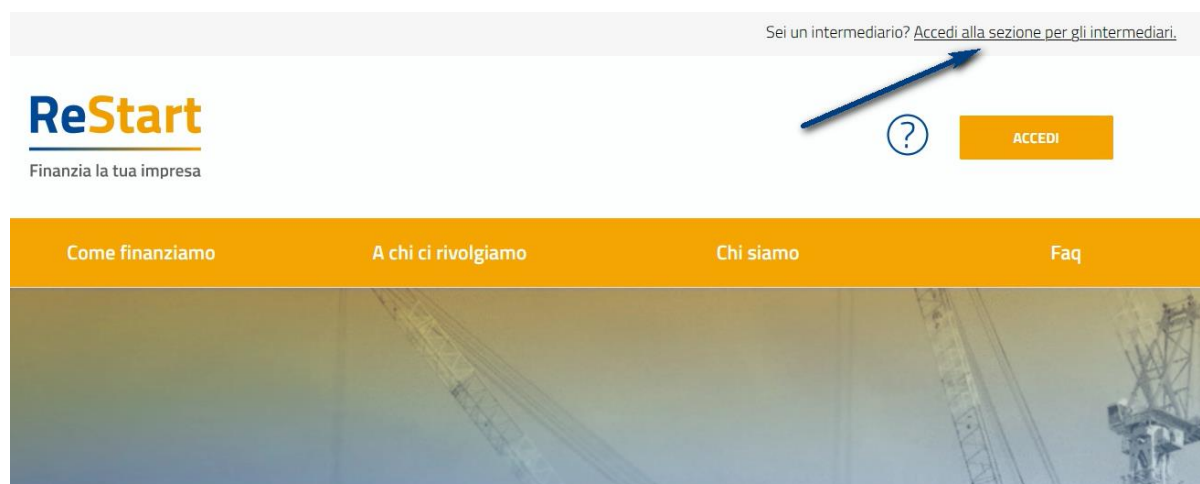 Sei un intermediario? Accedi alla sezione per gli intermediari.
ReStart
Finanzia la tua impresa
?
ACCEDI
Come finanziamo
A chi ci rivolgiamo
Chi siamo
Faq